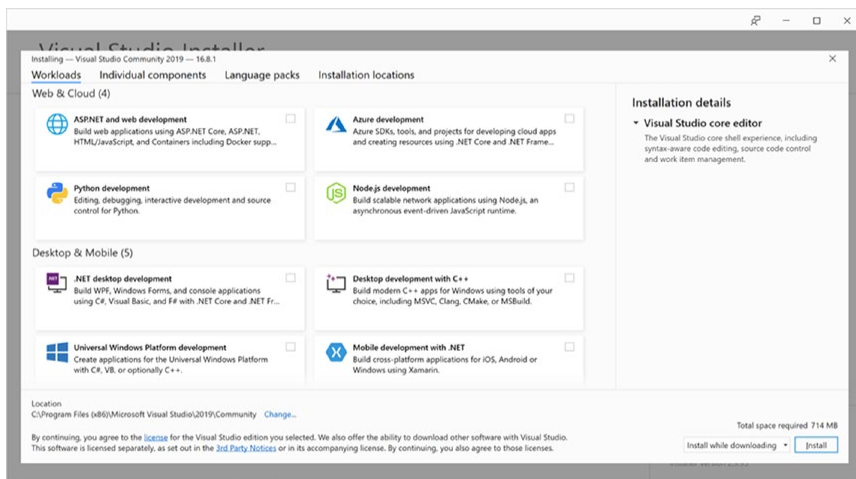 Visual Studio Installer
Installing — Visual Studio Community 2019 — 16.8.1
Workloads Individual components Language packs Installation locations
Web & Cloud (4)
ASP.NET and web development
Build web applications using ASP.NET Core, ASP.NET,
HTML/JavaScript, and Containers including Docker supp...
Azure development
Azure SDKs, tools, and projects for developing cloud apps
and creating resources using .NET Core and .NET Frame...
Python development
Editing, debugging, interactive development and source
control for Python.
JS
Node.js development
Build scalable network applications using Node.js, an
asynchronous event-driven JavaScript runtime.
Desktop & Mobile (5)
.NET
.NET desktop development
Build WPF, Windows Forms, and console applications
using C#, Visual Basic, and F# with .NET Core and .NET Fr...
Desktop development with C++
Build modern C++ apps for Windows using tools of your
choice, including MSVC, Clang, CMake, or MSBuild.
Universal Windows Platform development
Create applications for the Universal Windows Platform
with C#, VB, or optionally C++.
Mobile development with .NET
Build cross-platform applications for iOS, Android or
Windows using Xamarin.
Installation details
Visual Studio core editor
The Visual Studio core shell experience, including
syntax-aware code editing, source code control
and work item management.
Location
C:\Program Files (x86)\Microsoft Visual Studio\2019\Community Change...
By continuing, you agree to the license for the Visual Studio edition you selected. We also offer the ability to download other software with Visual Studio.
This software is licensed separately, as set out in the 3rd Party Notices or in its accompanying license. By continuing, you also agree to those licenses.
Total space required 714 MB
Install while downloading Install